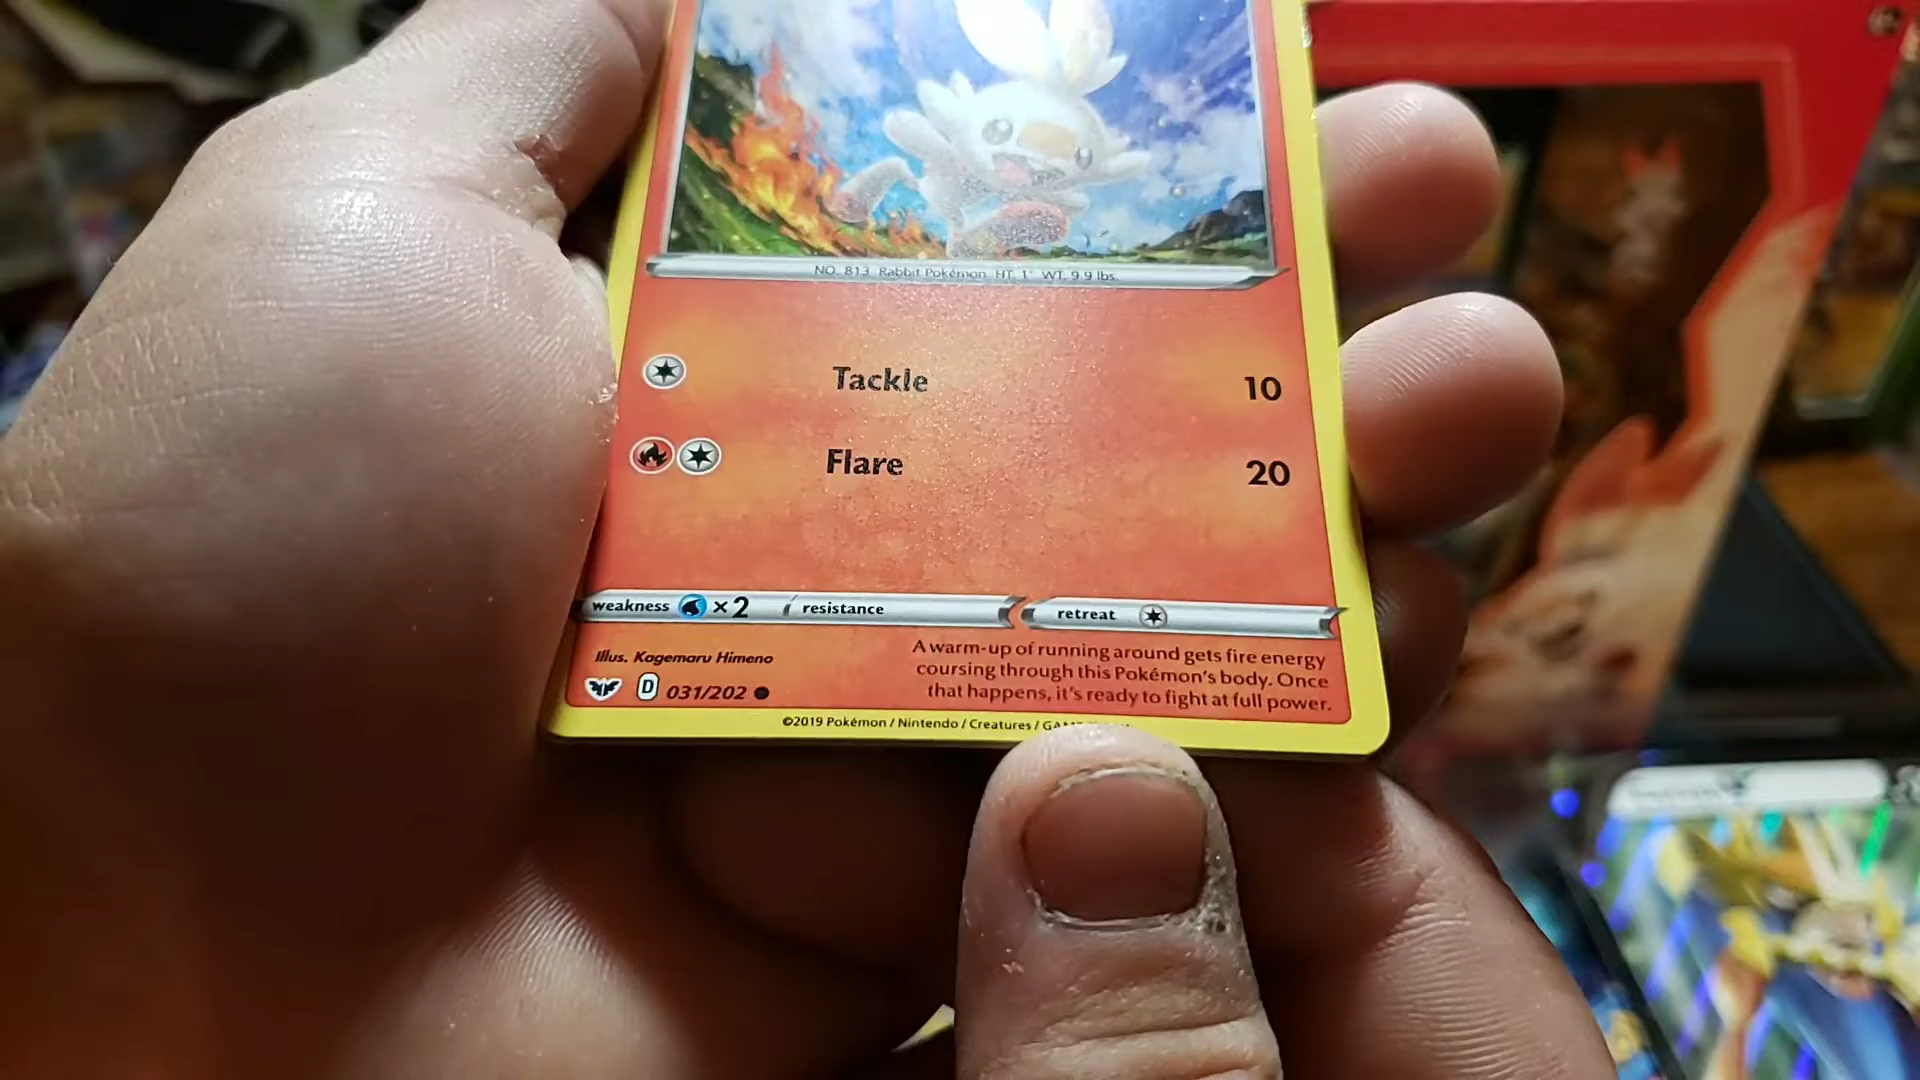 NO. 813 Rabbit Pokémon HT. 1' WT. 9.9 lbs.
Tackle 10
Flare 20
weakness ×2 resistance retreat
Illus. Kagemaru Himeno
D 031/202
A warm-up of running around gets fire energy
coursing through this Pokémon's body. Once
that happens, it's ready to fight at full power.
©2019 Pokémon / Nintendo / Creatures /